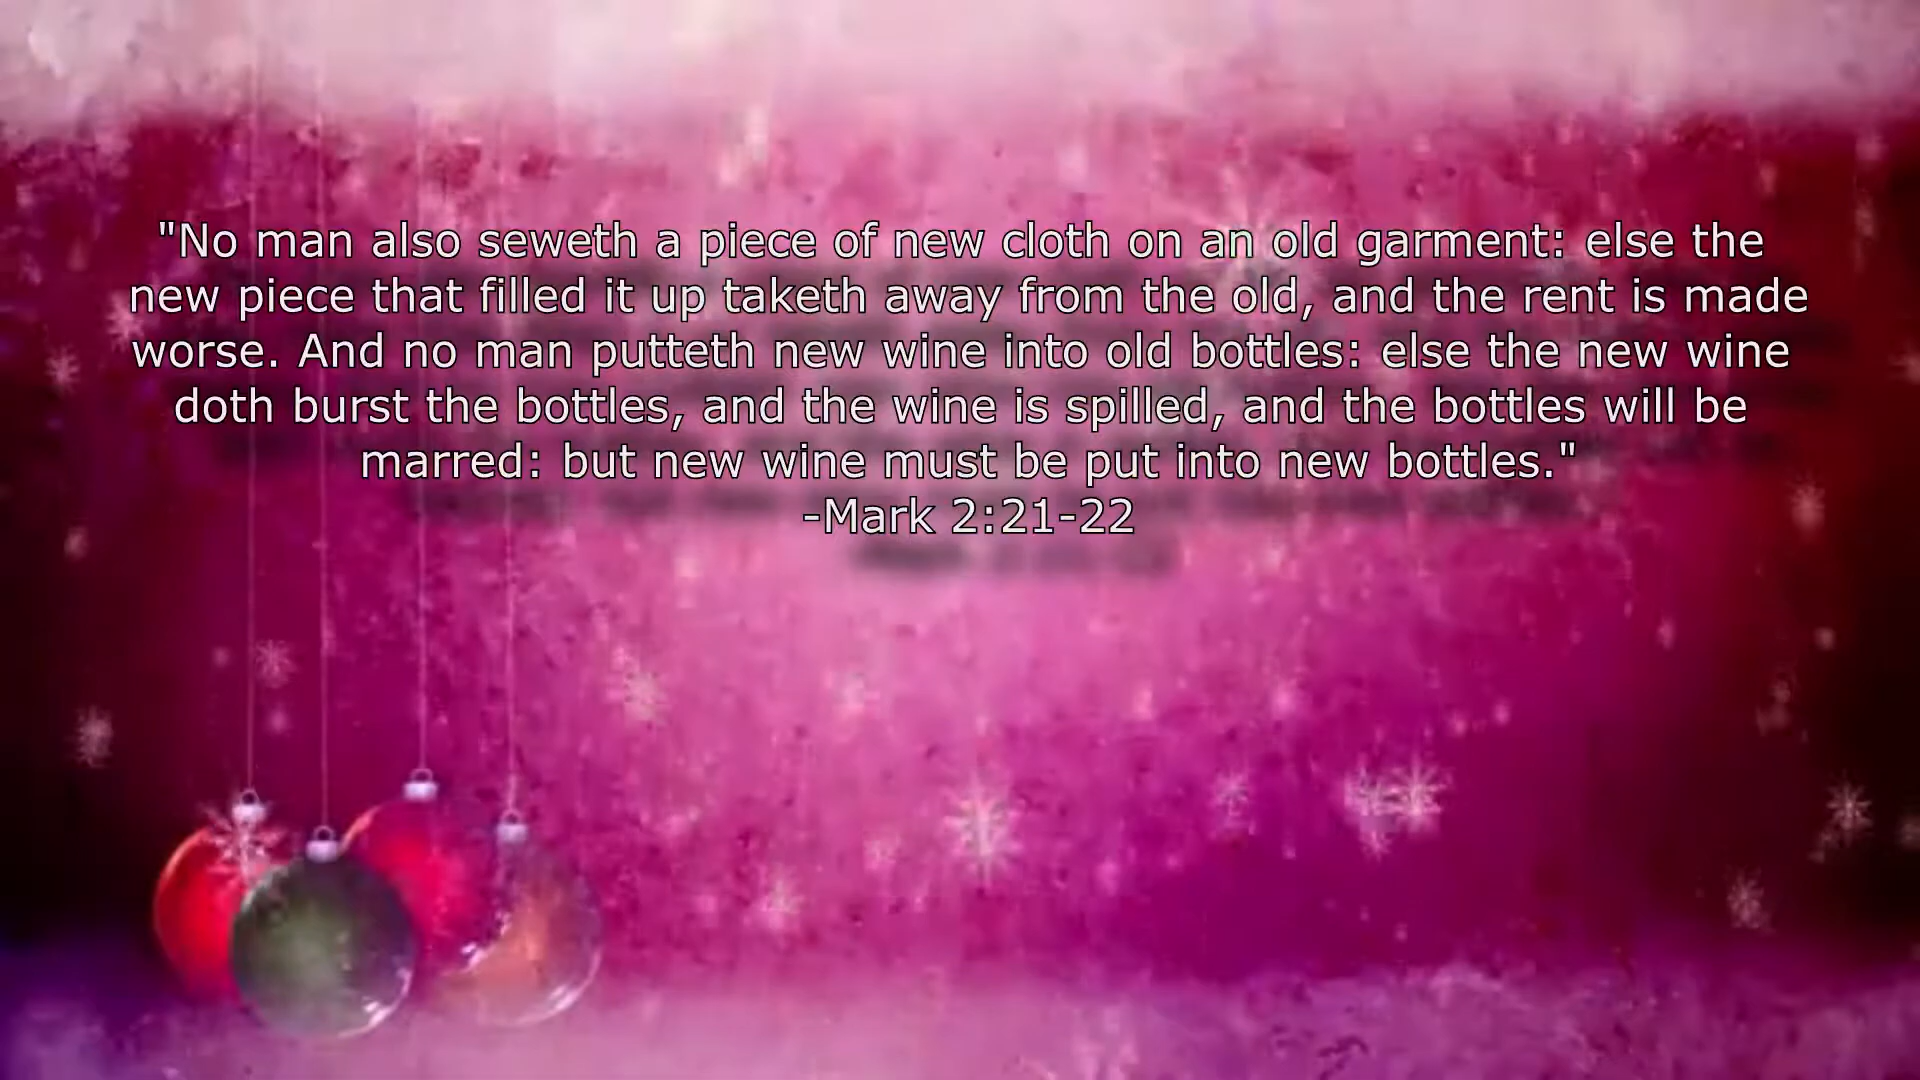 "No man also seweth a piece of new cloth on an old garment: else the
new piece that filled it up taketh away from the old, and the rent is made
worse. And no man putteth new wine into old bottles: else the new wine
doth burst the bottles, and the wine is spilled, and the bottles will be
marred: but new wine must be put into new bottles."
-Mark 2:21-22